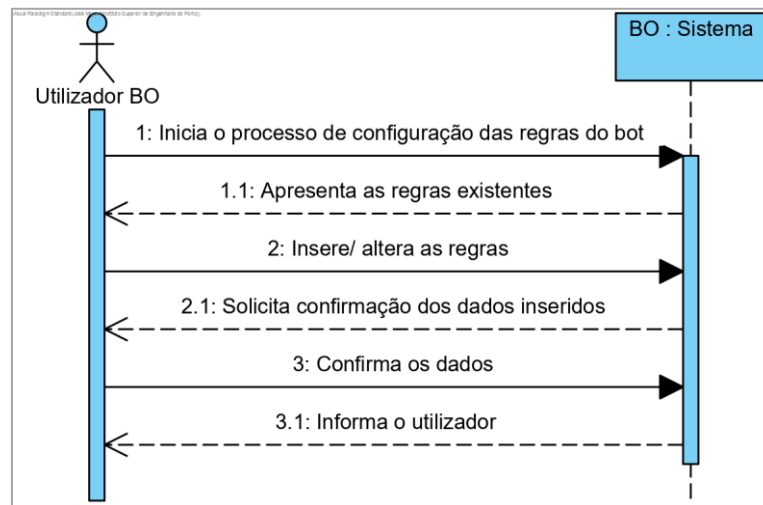 BO : Sistema
Utilizador BO
1: Inicia o processo de configuração das regras do bot
1.1: Apresenta as regras existentes
2: Insere/ altera as regras
2.1: Solicita confirmação dos dados inseridos
3: Confirma os dados
3.1: Informa o utilizador